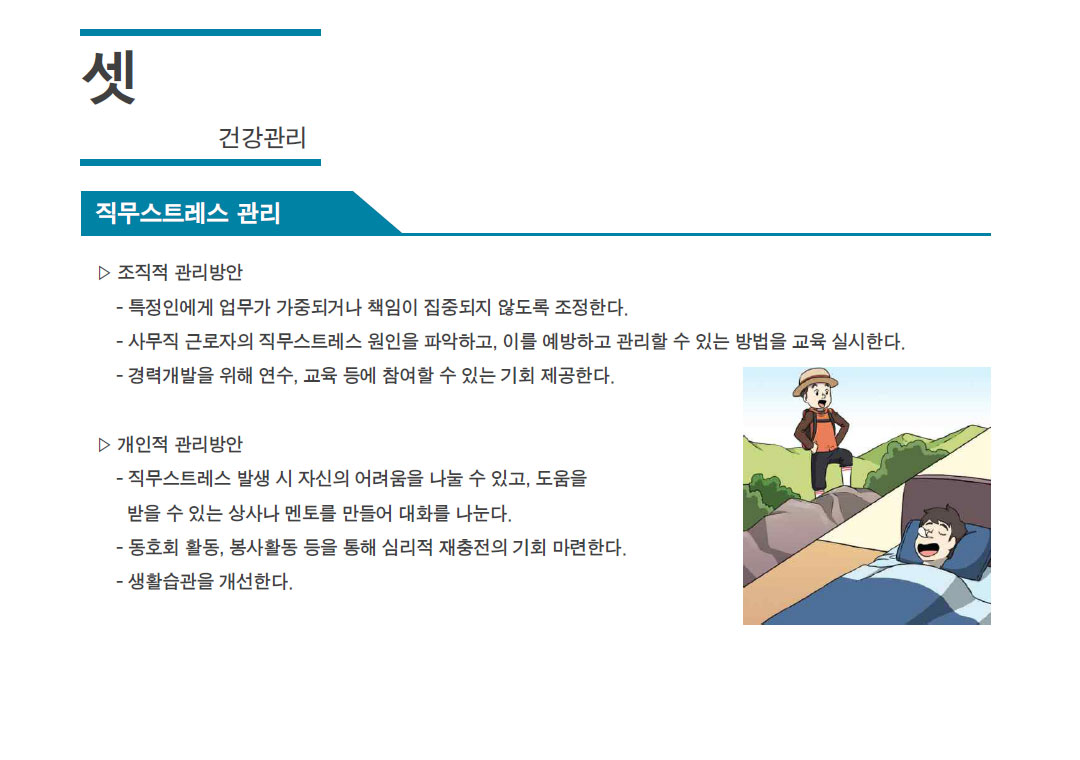 셋
건강관리
직무스트레스 관리
▷ 조직적 관리방안
- 특정인에게 업무가 가중되거나 책임이 집중되지 않도록 조정한다.
- 사무직 근로자의 직무스트레스 원인을 파악하고, 이를 예방하고 관리할 수 있는 방법을 교육 실시한다.
- 경력개발을 위해 연수, 교육 등에 참여할 수 있는 기회 제공한다.
▷ 개인적 관리방안
- 직무스트레스 발생 시 자신의 어려움을 나눌 수 있고, 도움을
받을 수 있는 상사나 멘토를 만들어 대화를 나눈다.
- 동호회 활동, 봉사활동 등을 통해 심리적 재충전의 기회 마련한다.
- 생활습관을 개선한다.